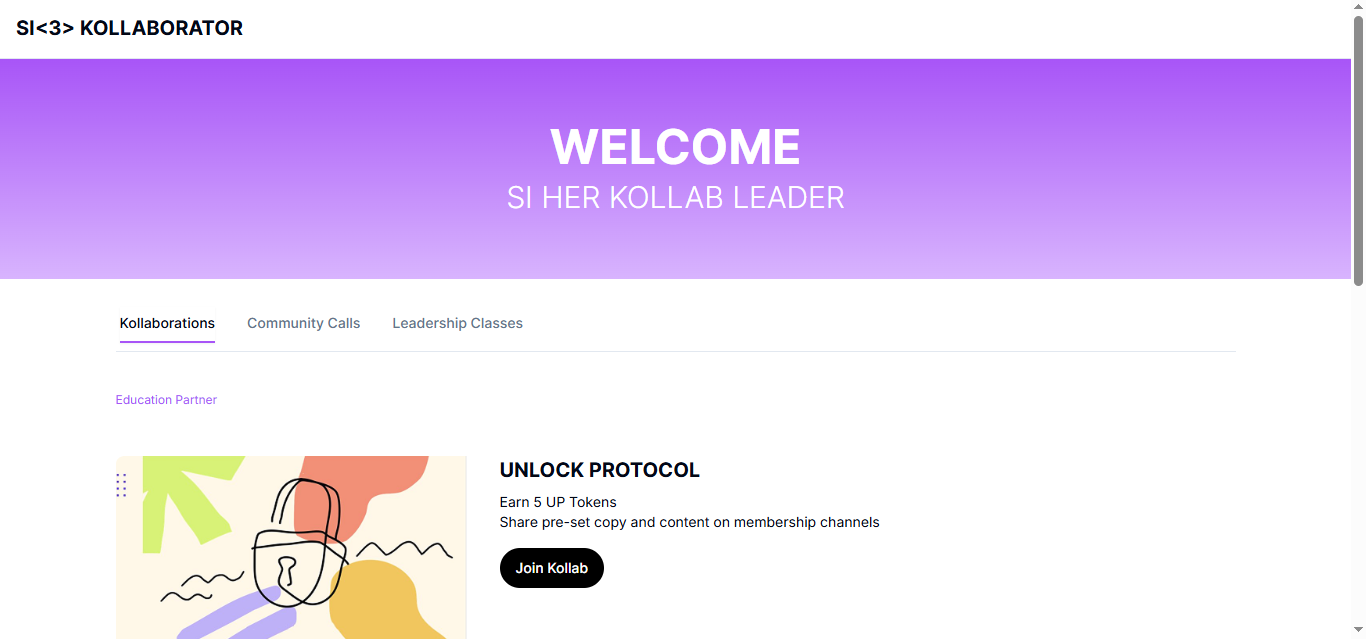 SI<3> KOLLABORATOR
WELCOME
SI HER KOLLAB LEADER
Kollaborations
Community Calls
Leadership Classes
Education Partner
UNLOCK PROTOCOL
Earn 5 UP Tokens
Share pre-set copy and content on membership channels
Join Kollab